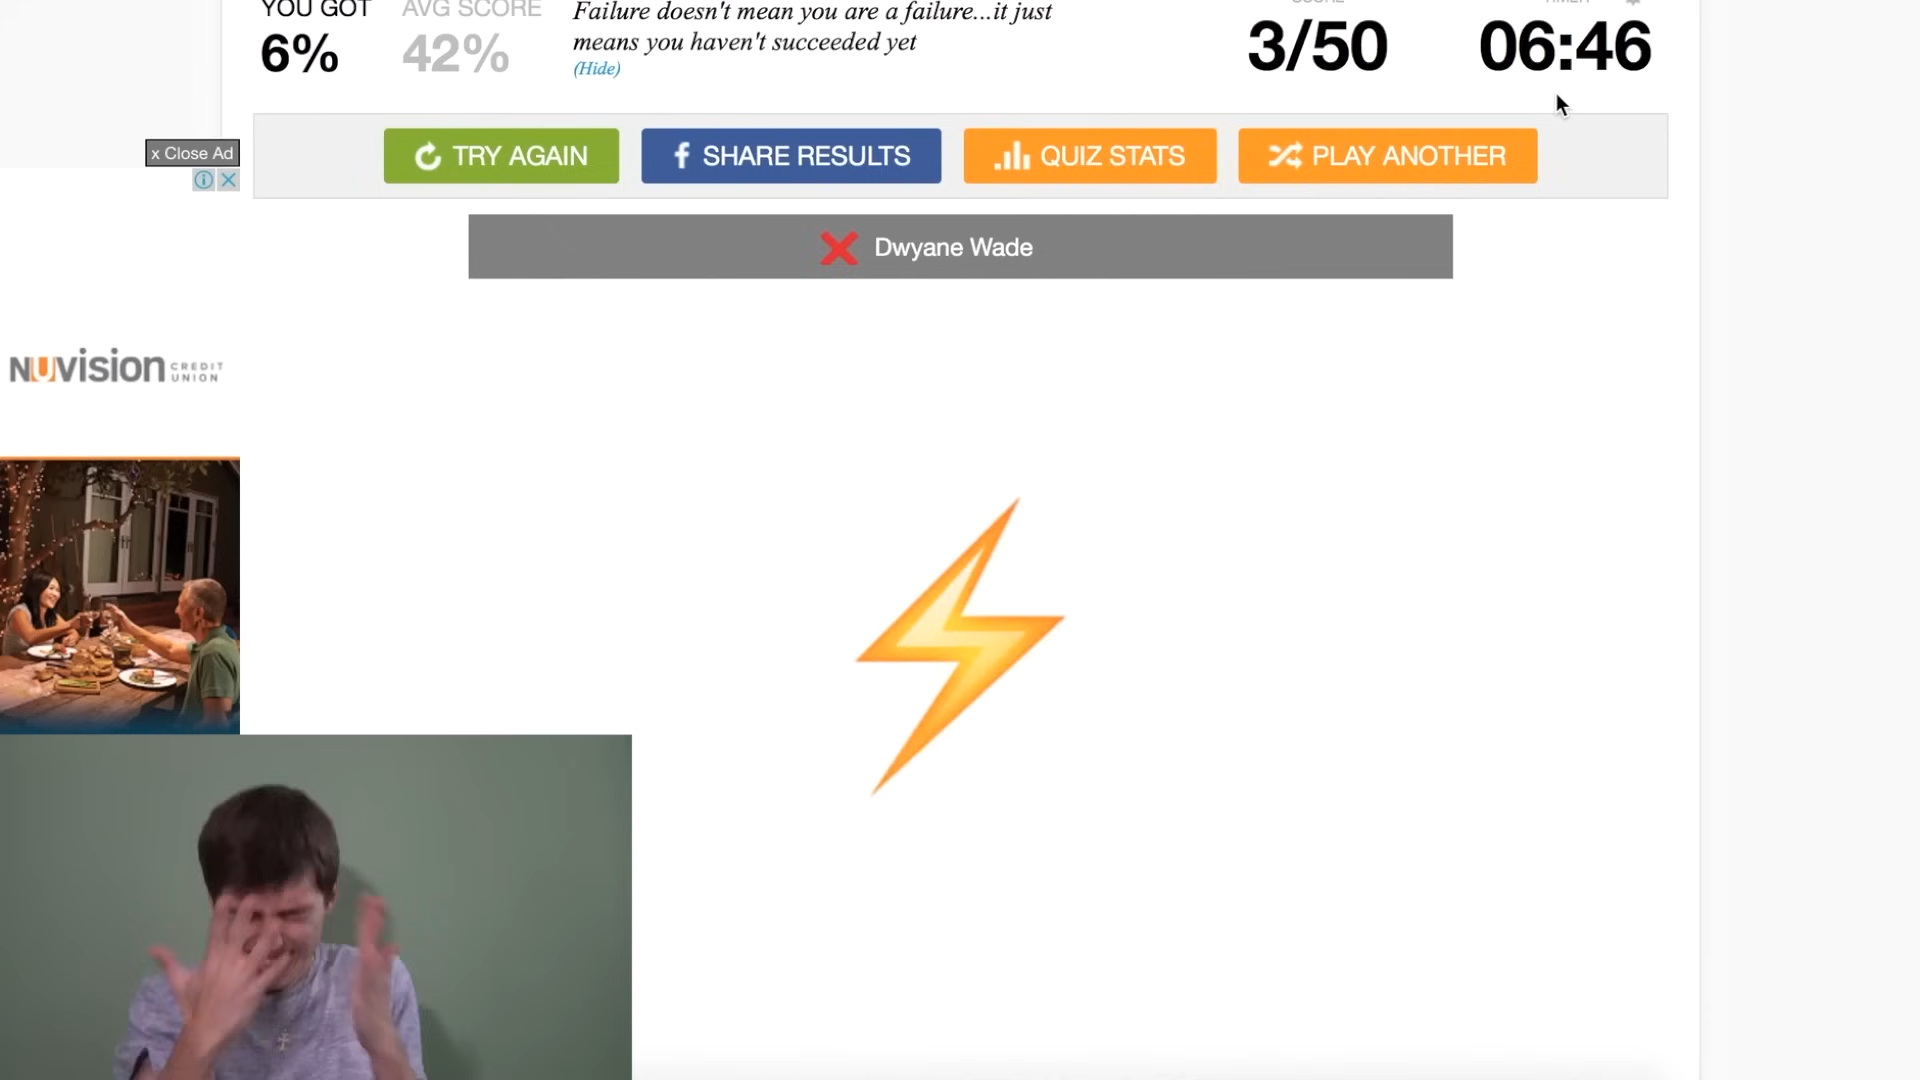 YOU GOT
6%
AVG SCORE
42%
Failure doesn't mean you are a failure...it just
means you haven't succeeded yet
(Hide)
3/50
06:46
x Close Ad
TRY AGAIN
SHARE RESULTS
QUIZ STATS
PLAY ANOTHER
Dwyane Wade
NUVision CREDIT
UNION